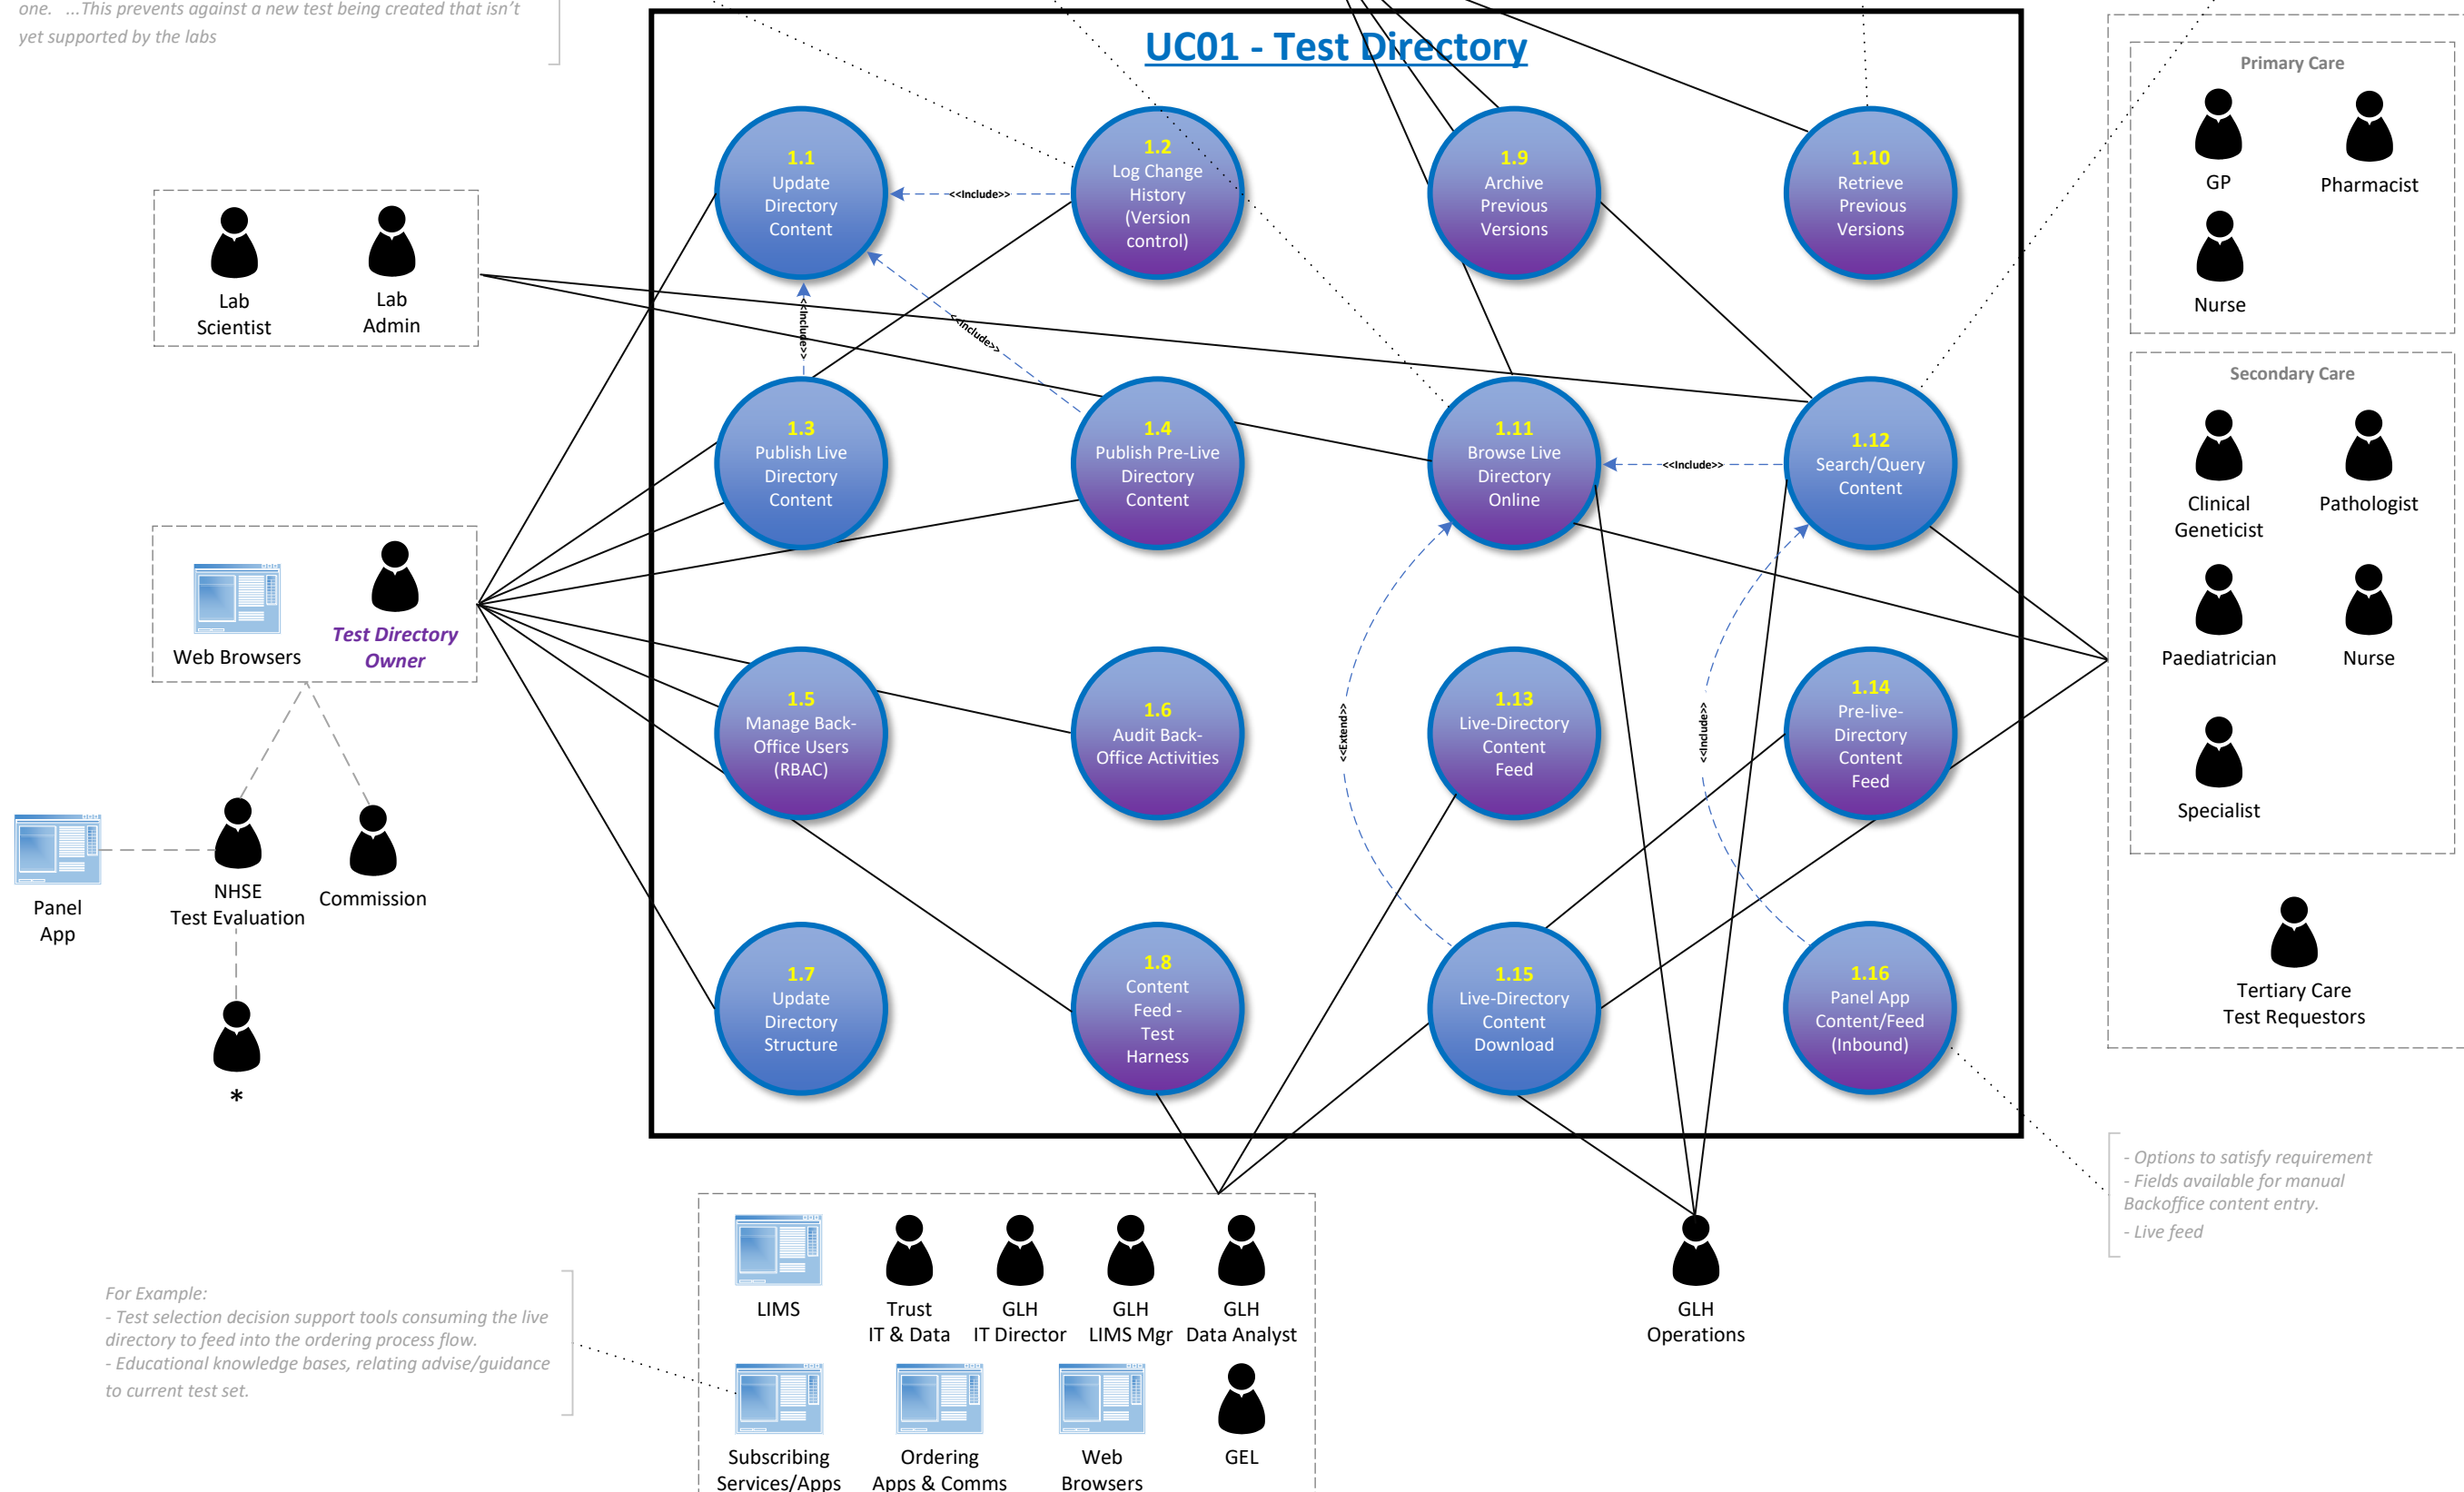 one.   ...This prevents against a new test being created that isn't
yet supported by the labs
UC01 - Test Directory
Primary Care
GP
Pharmacist
Nurse
1.1
Update
Directory
Content
<<Include>>
1.2
Log Change
History
(Version
control)
1.9
Archive
Previous
Versions
1.10
Retrieve
Previous
Versions
Lab
Scientist
Lab
Admin
<<Include>>
<<Include>>
Secondary Care
Clinical
Geneticist
Pathologist
Paediatrician
Nurse
Specialist
1.3
Publish Live
Directory
Content
1.4
Publish Pre-Live
Directory
Content
1.11
Browse Live
Directory
Online
<<Include>>
1.12
Search/Query
Content
Web Browsers
Test Directory
Owner
1.5
Manage Back-
Office Users
(RBAC)
1.6
Audit Back-
Office Activities
<<Extend>>
1.13
Live-Directory
Content
Feed
<<Include>>
1.14
Pre-live-
Directory
Content
Feed
Panel
App
NHSE
Test Evaluation
Commission
*
Tertiary Care
Test Requestors
1.7
Update
Directory
Structure
1.8
Content
Feed -
Test
Harness
1.15
Live-Directory
Content
Download
1.16
Panel App
Content/Feed
(Inbound)
- Options to satisfy requirement
- Fields available for manual
Backoffice content entry.
- Live feed
For Example:
- Test selection decision support tools consuming the live
directory to feed into the ordering process flow.
- Educational knowledge bases, relating advise/guidance
to current test set.
LIMS
Trust
IT & Data
GLH
IT Director
GLH
LIMS Mgr
GLH
Data Analyst
GLH
Operations
Subscribing
Services/Apps
Ordering
Apps & Comms
Web
Browsers
GEL